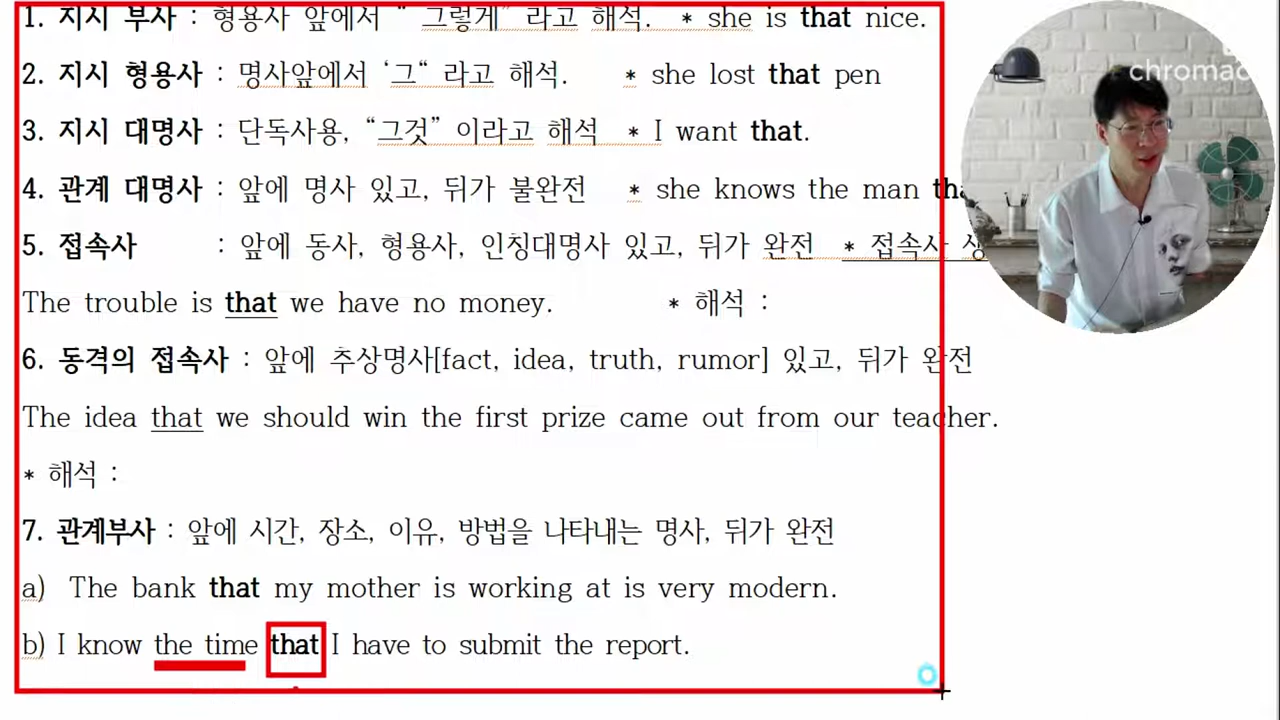 1. 지시 부사 : 형용사 앞에서 “ 그렇게” 라고 해석. * she is that nice.
2. 지시 형용사 : 명사앞에서 ‘그“ 라고 해석. * she lost that pen
3. 지시 대명사 : 단독사용, “그것” 이라고 해석 * I want that.
4. 관계 대명사 : 앞에 명사 있고, 뒤가 불완전 * she knows the man
5. 접속사 : 앞에 동사, 형용사, 인칭대명사 있고, 뒤가 완전 * 접속사
The trouble is that we have no money. * 해석 :
6. 동격의 접속사 : 앞에 추상명사[fact, idea, truth, rumor] 있고, 뒤가 완전
The idea that we should win the first prize came out from our teacher.
* 해석 :
7. 관계부사 : 앞에 시간, 장소, 이유, 방법을 나타내는 명사, 뒤가 완전
a) The bank that my mother is working at is very modern.
b) I know the time that I have to submit the report.